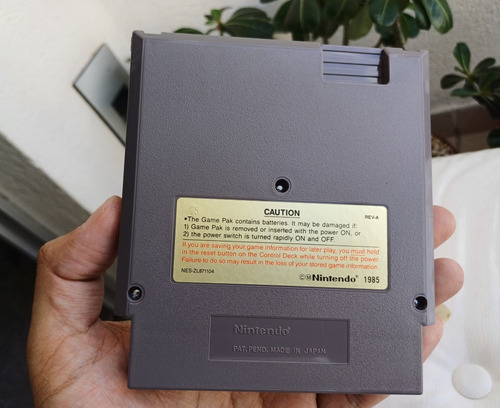 CAUTION
REV-A
•The Game Pak contains batteries. It may be damaged if:
1) Game Pak is removed or inserted with the power ON, or
2) the power switch is turned rapidly ON and OFF.
If you are saving your game information for later play, you must hold
in the reset button on the Control Deck while turning off the power
Failure to do so may result in the loss of your stored game information
NES-ZL871104
©Ⓜ Nintendo® 1985
Nintendo®
PAT. PEND. MADE IN JAPAN